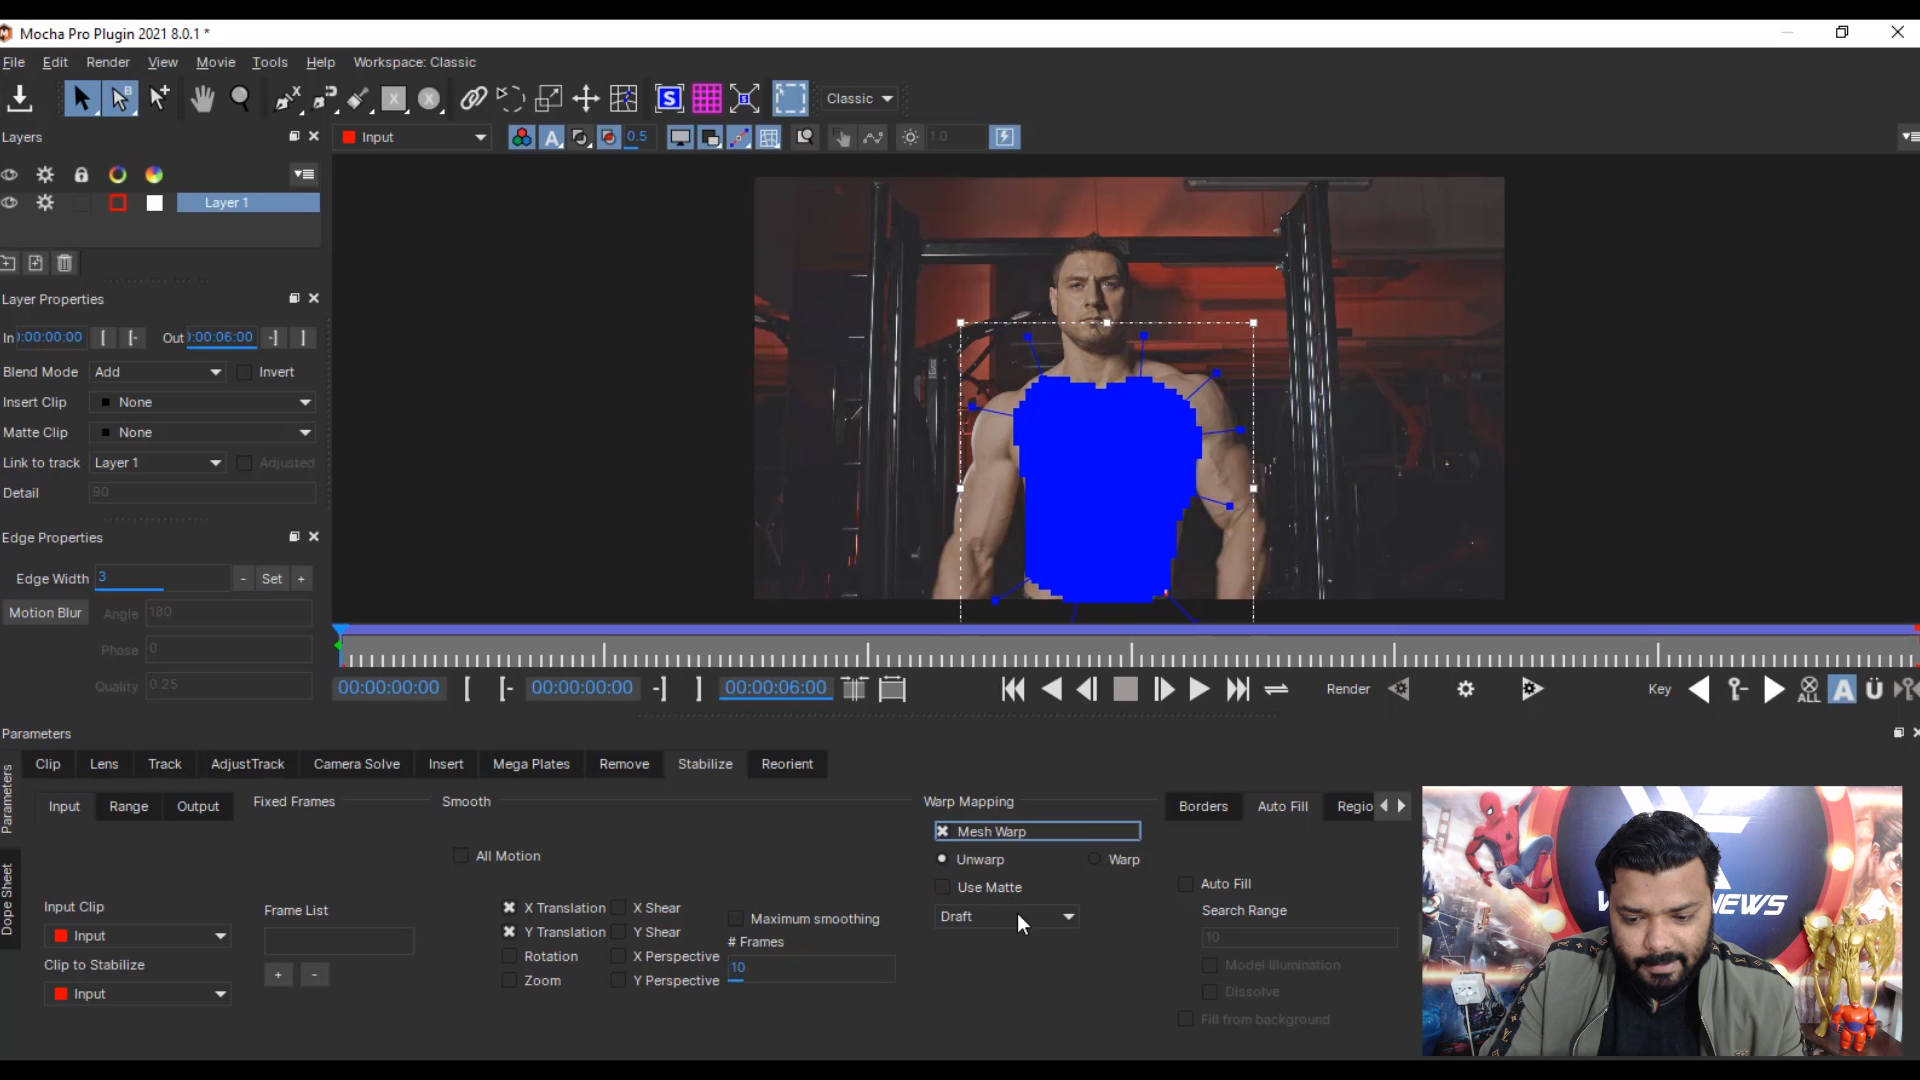 Mocha Pro Plugin 2021 8.0.1 *
File Edit Render View Movie Tools Help Workspace: Classic
S Classic
Layers
Input A 0.5 1.0
Layer 1
Layer Properties
In ):00:00:00 [ [- Out ):00:06:00 -] ]
Blend Mode Add Invert
Insert Clip None
Matte Clip None
Link to track Layer 1 Adjusted
Detail 90
Edge Properties
Edge Width 3 - Set +
Motion Blur Angle 180
Phase 0
Quality 0.25
00:00:00:00 [ [- 00:00:00:00 -] ] 00:00:06:00 Render Key ALL A Ü
Parameters
Clip Lens Track AdjustTrack Camera Solve Insert Mega Plates Remove Stabilize Reorient
Parameters
Dope Sheet
Input Range Output
Fixed Frames
Smooth
Warp Mapping
Borders Auto Fill Regio
Mesh Warp
All Motion
Unwarp Warp
Use Matte
Draft
Auto Fill
Search Range
10
Model Illumination
Dissolve
Fill from background
Input Clip
Input
Clip to Stabilize
Input
Frame List
+ -
X Translation X Shear
Y Translation Y Shear
Rotation X Perspective
Zoom Y Perspective
Maximum smoothing
# Frames
10
NEWS